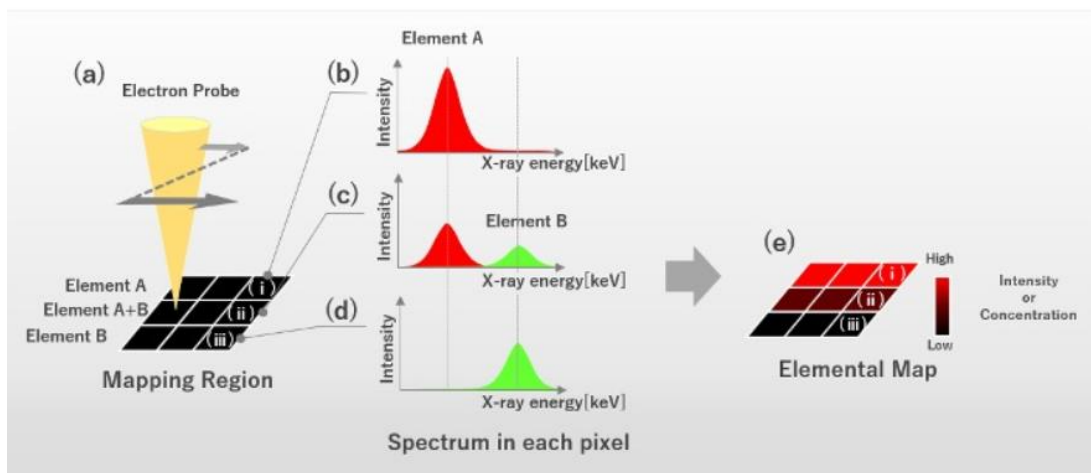 (a)
Electron Probe
Element A
Element A+B
Element B
(i)
(ii)
(iii)
Mapping Region
Element A
(b)
Intensity
X-ray energy[keV]
(c)
Intensity
Element B
X-ray energy[keV]
(d)
Intensity
X-ray energy[keV]
Spectrum in each pixel
(e)
(i)
(ii)
(iii)
High
Low
Intensity
or
Concentration
Elemental Map